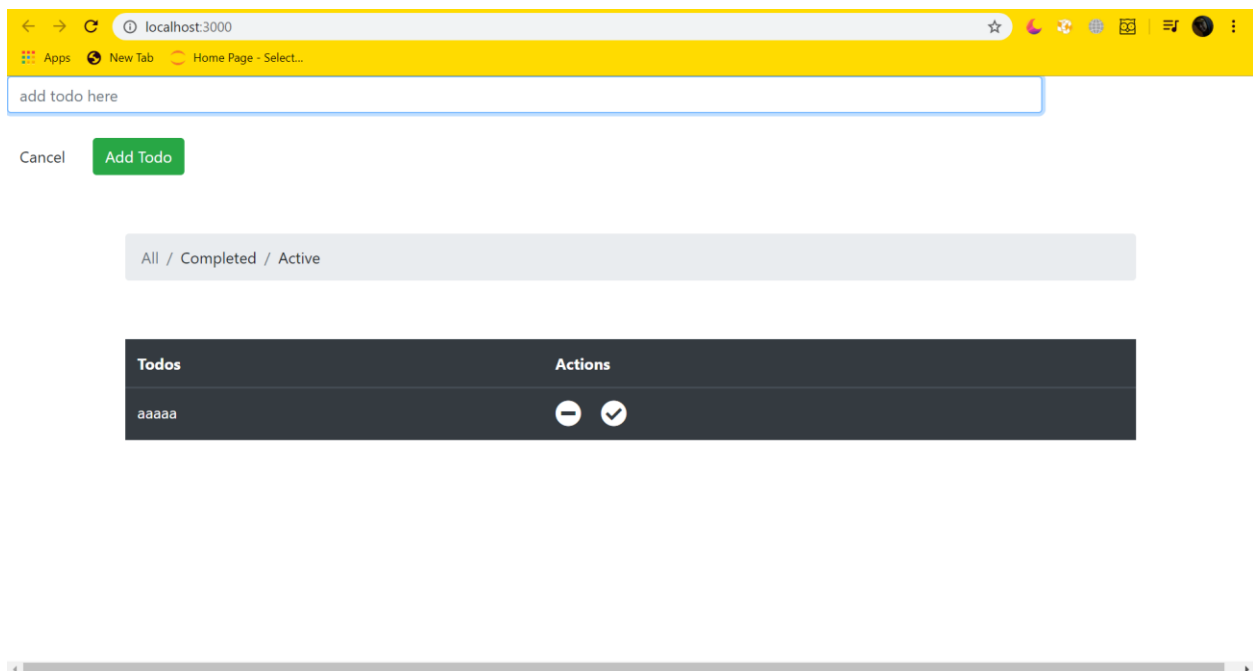 localhost:3000
Apps New Tab Home Page - Select...
add todo here
Cancel Add Todo
All / Completed / Active
Todos Actions
aaaaa